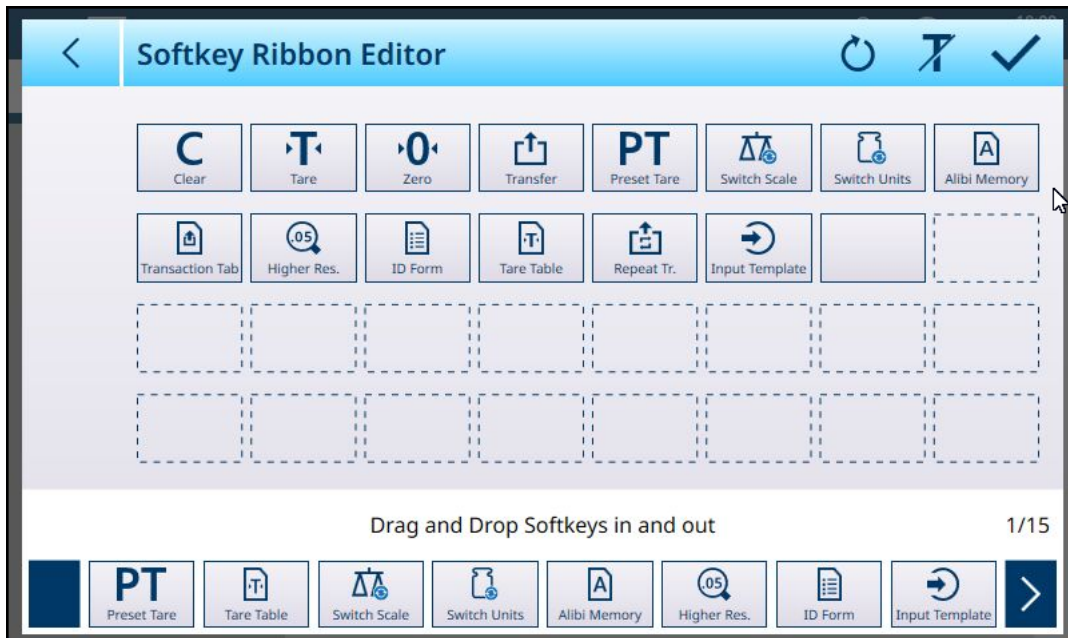 Softkey Ribbon Editor
C
T
0
PT
A
Clear
Tare
Zero
Transfer
Preset Tare
Switch Scale
Switch Units
Alibi Memory
.05
T
Transaction Tab
Higher Res.
ID Form
Tare Table
Repeat Tr.
Input Template
Drag and Drop Softkeys in and out
1/15
PT
T
A
.05
Preset Tare
Tare Table
Switch Scale
Switch Units
Alibi Memory
Higher Res.
ID Form
Input Template